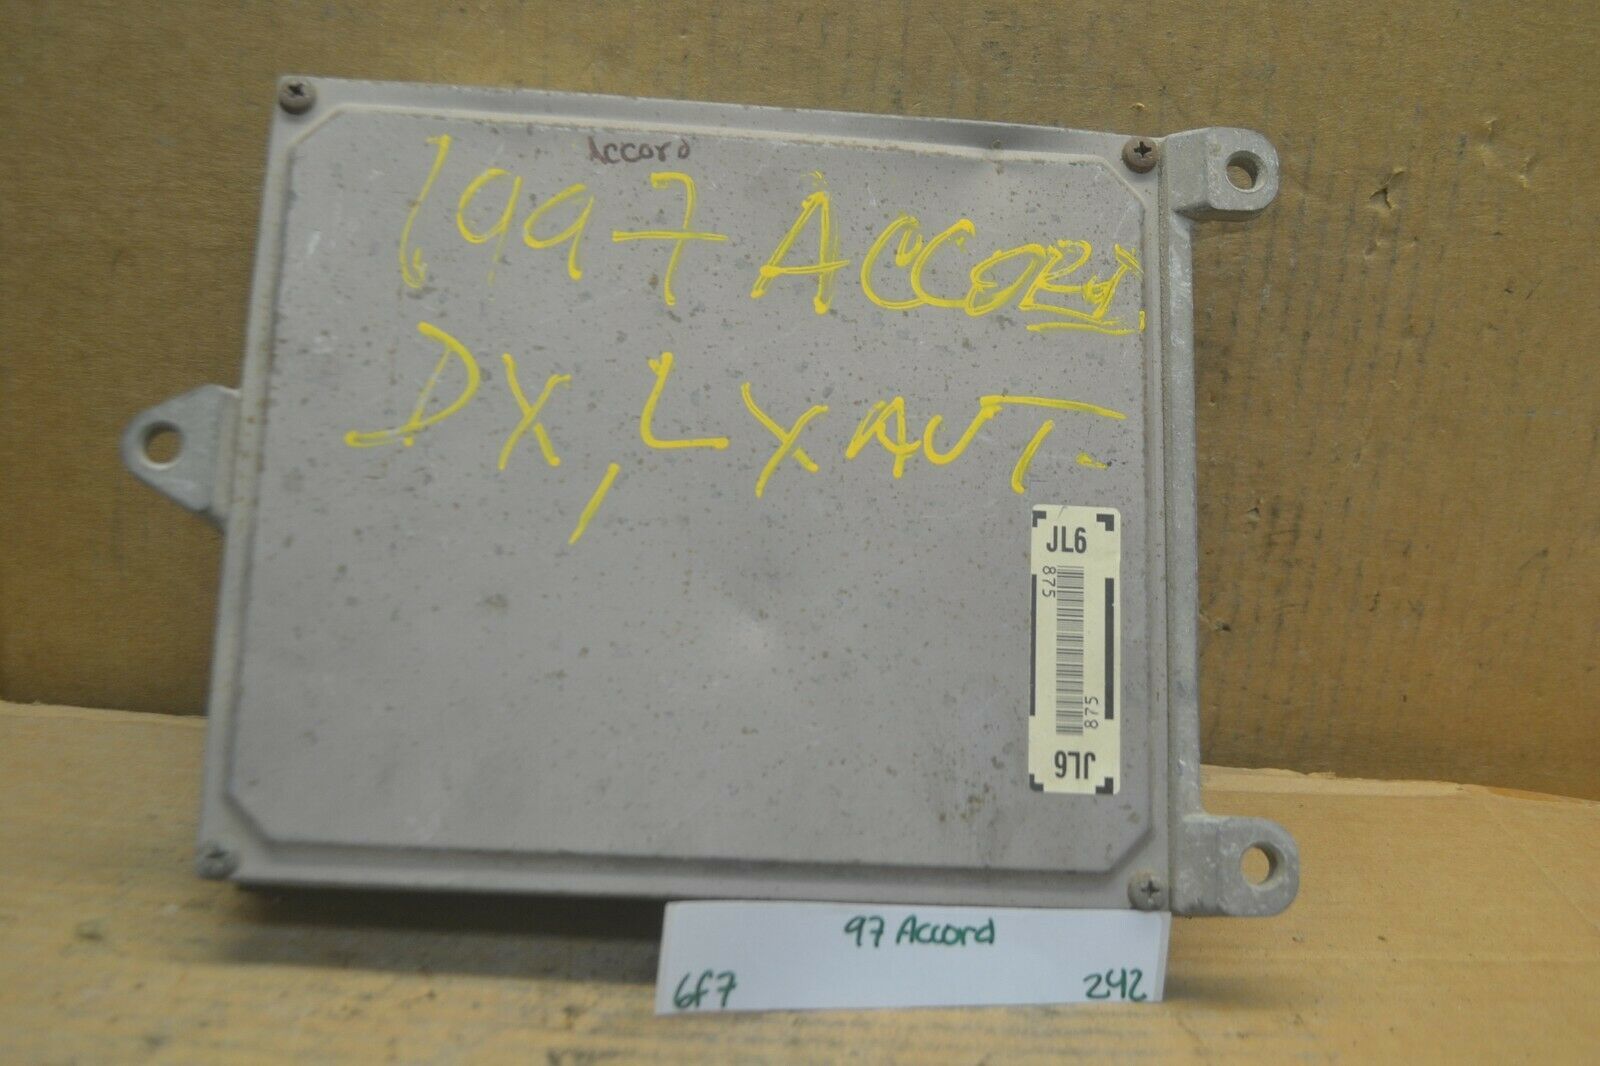 Accord
1997 ACCORD
DX, LX AUT-
JL6
875
875
JL6
97 Accord
6f7
242